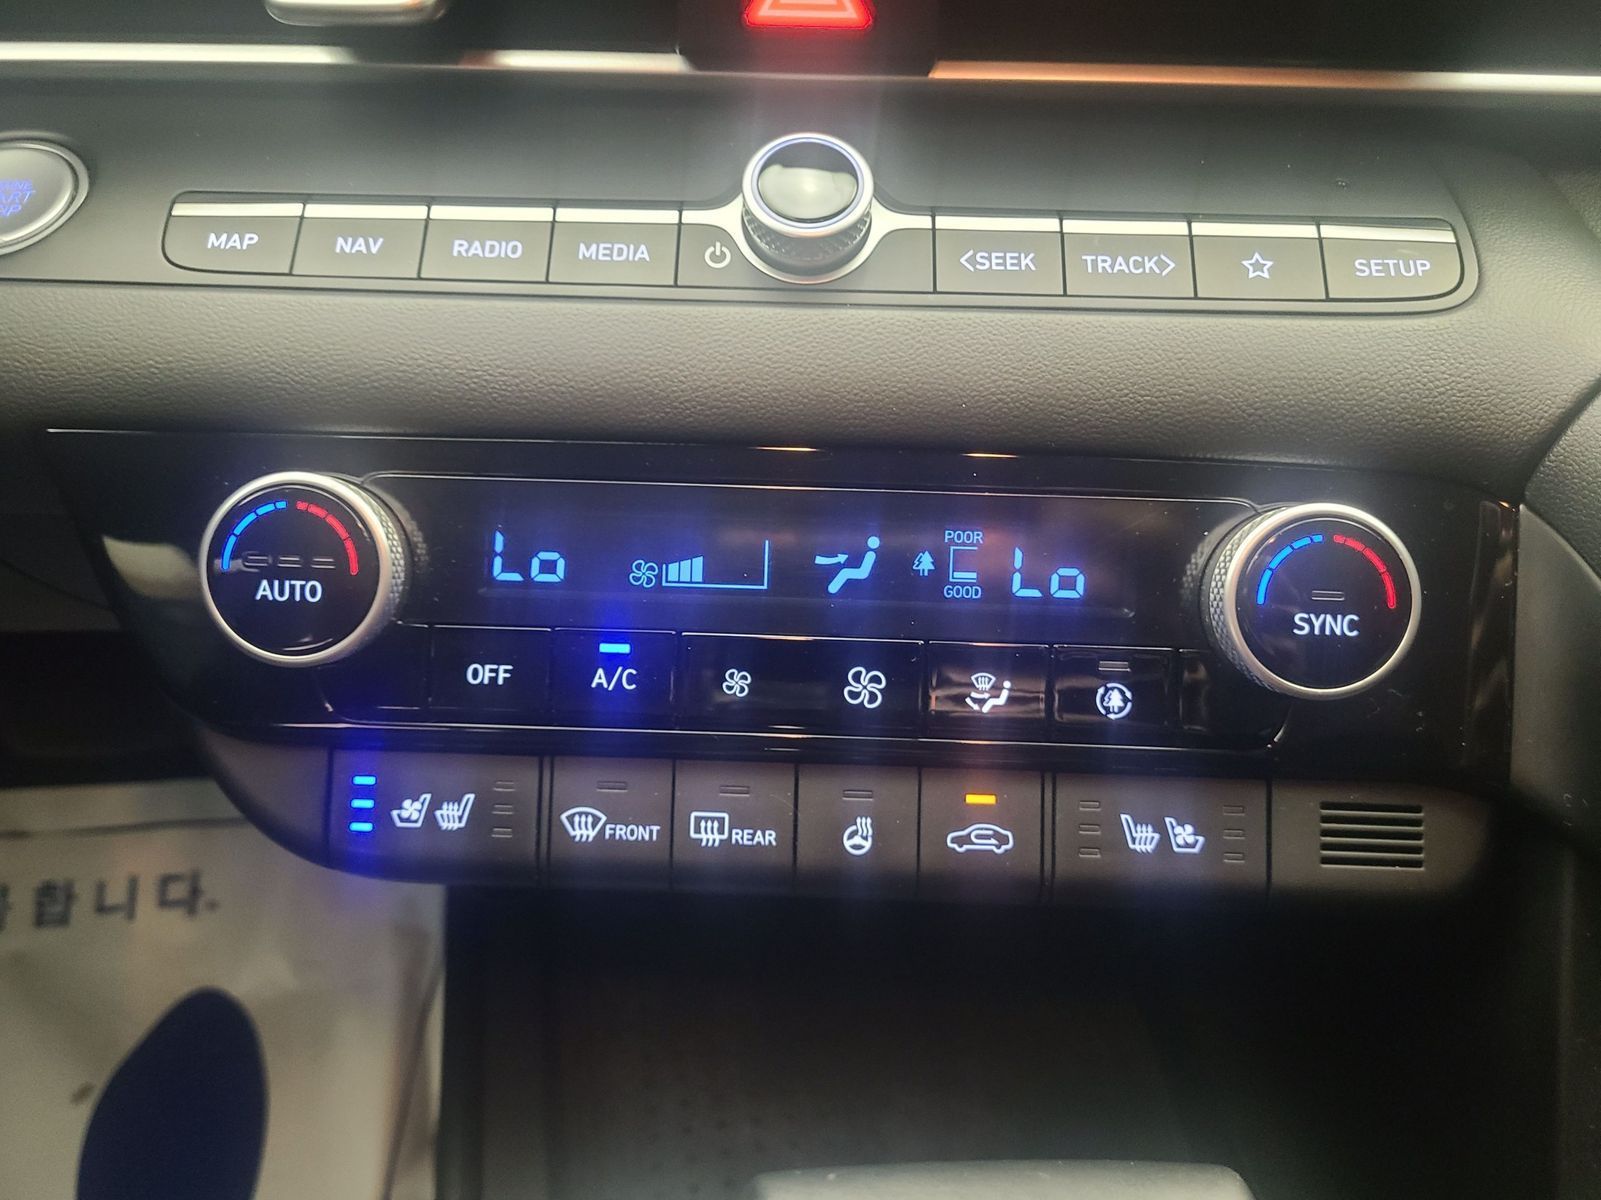 MAP NAV RADIO MEDIA <SEEK TRACK> SETUP
AUTO Lo POOR GOOD Lo SYNC
OFF A/C
FRONT REAR
합니다.